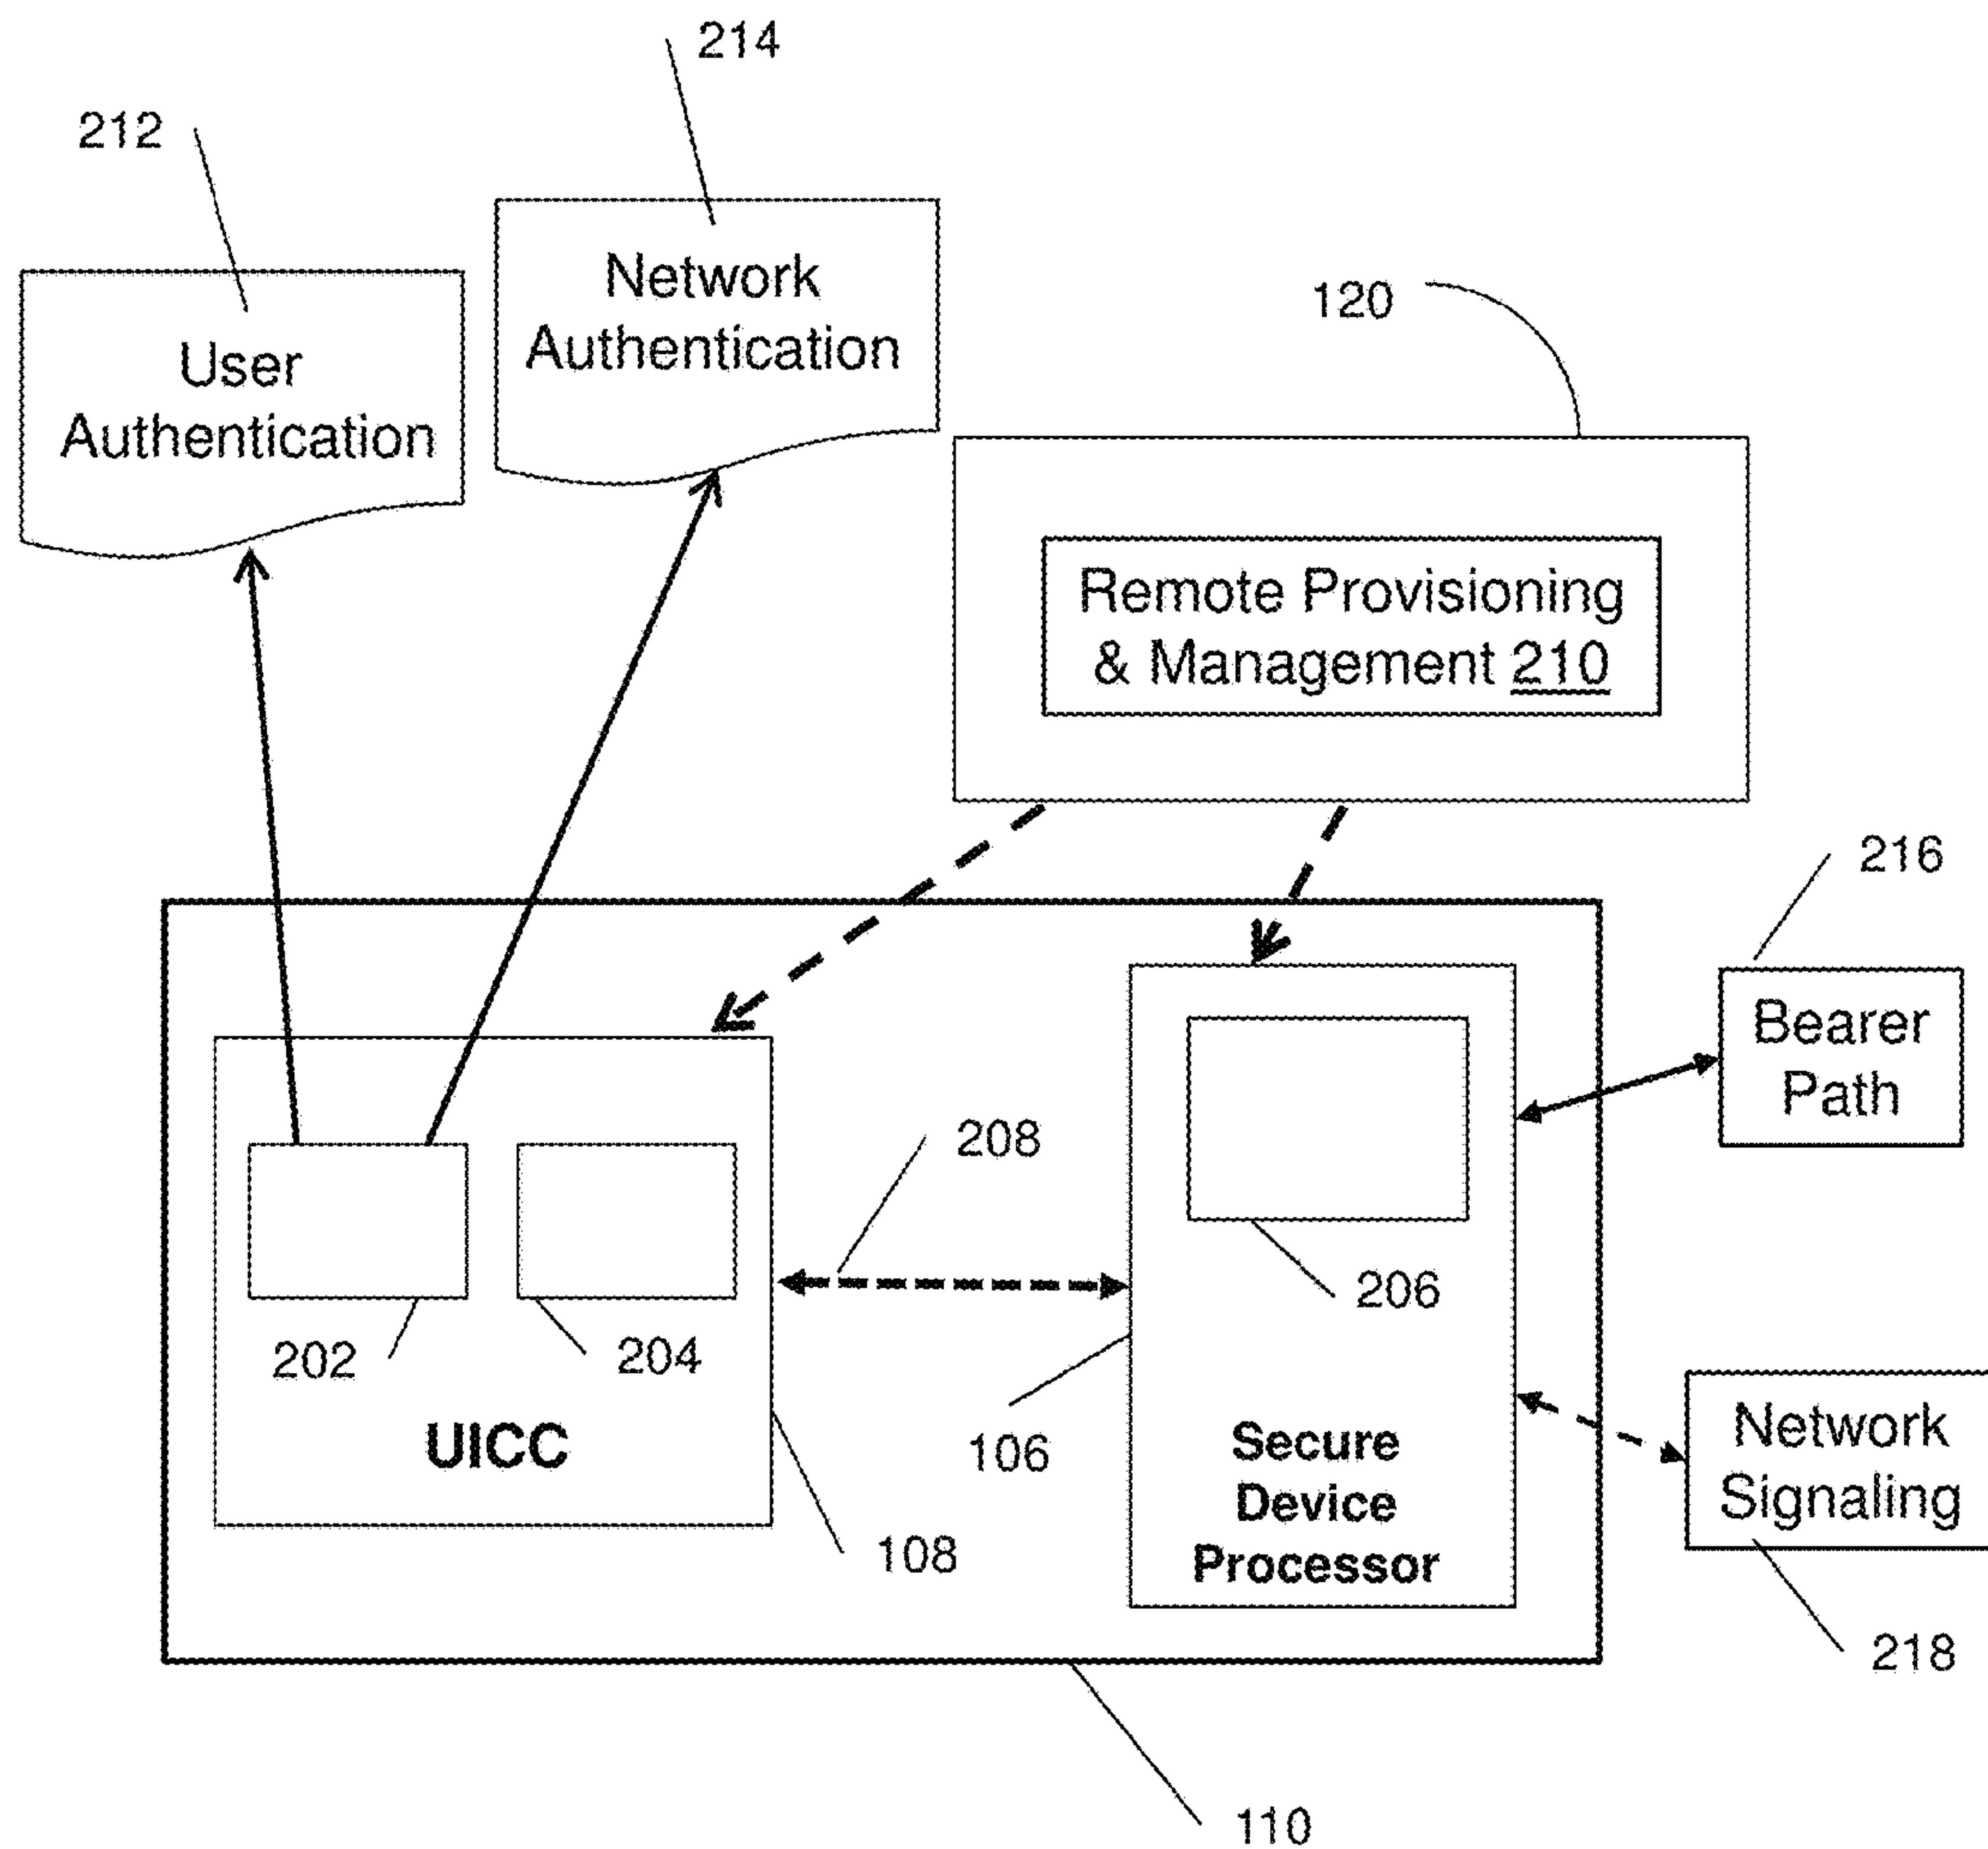 214
212
Network
Authentication
User
Authentication
120
Remote Provisioning
& Management 210
216
Bearer
Path
208
206
202
204
UICC
106
Secure
Device
Processor
Network
Signaling
108
218
110